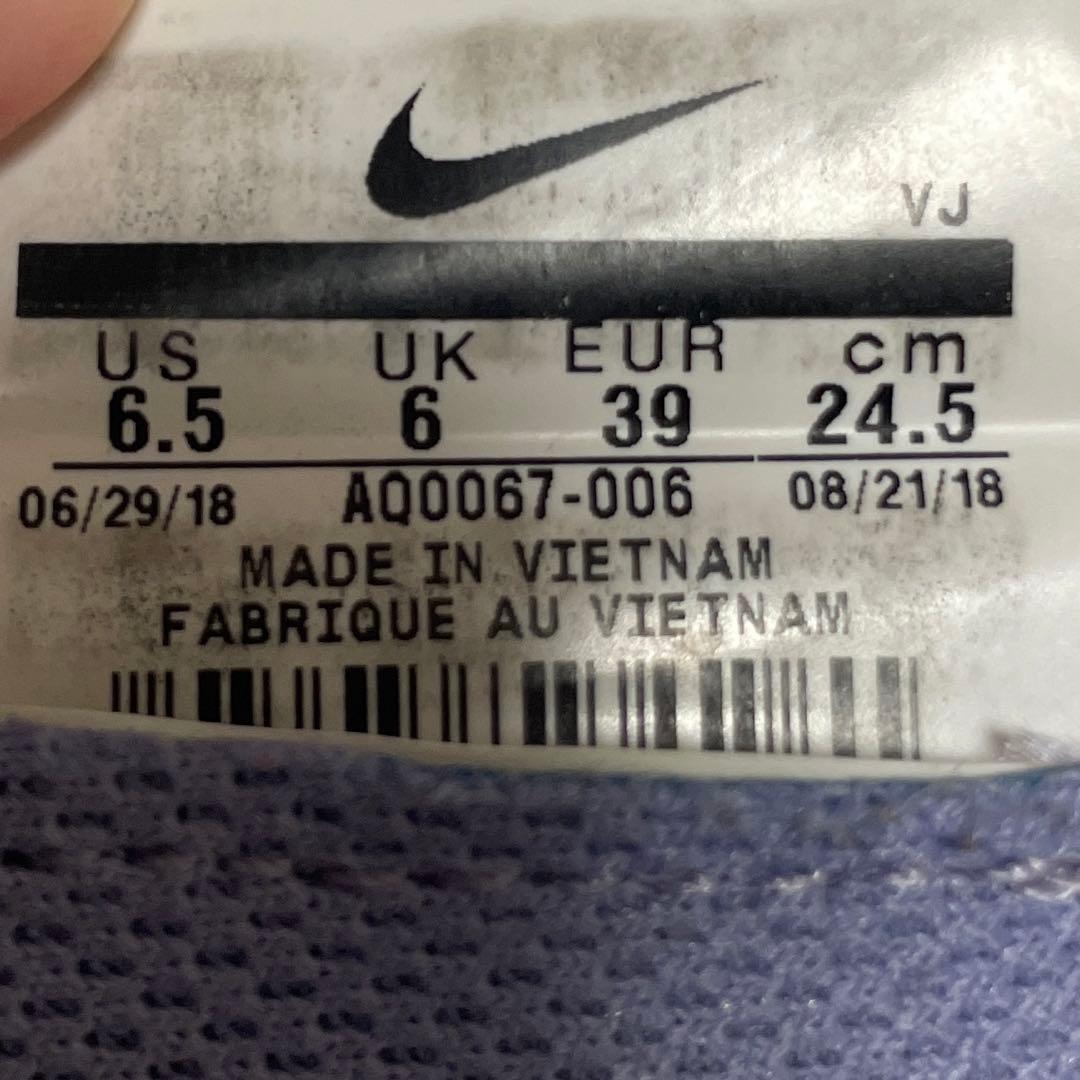 VJ
US UK EUR cm
6.5 6 39 24.5
06/29/18 AQ0067-006 08/21/18
MADE IN VIETNAM
FABRIQUE AU VIETNAM